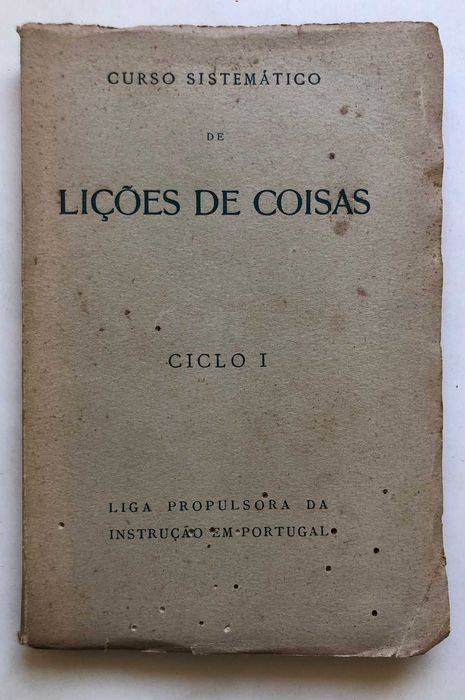 CURSO SISTEMÁTICO
DE
LIÇÕES DE COISAS
CICLO I
LIGA PROPULSORA DA
INSTRUÇÃO EM PORTUGAL